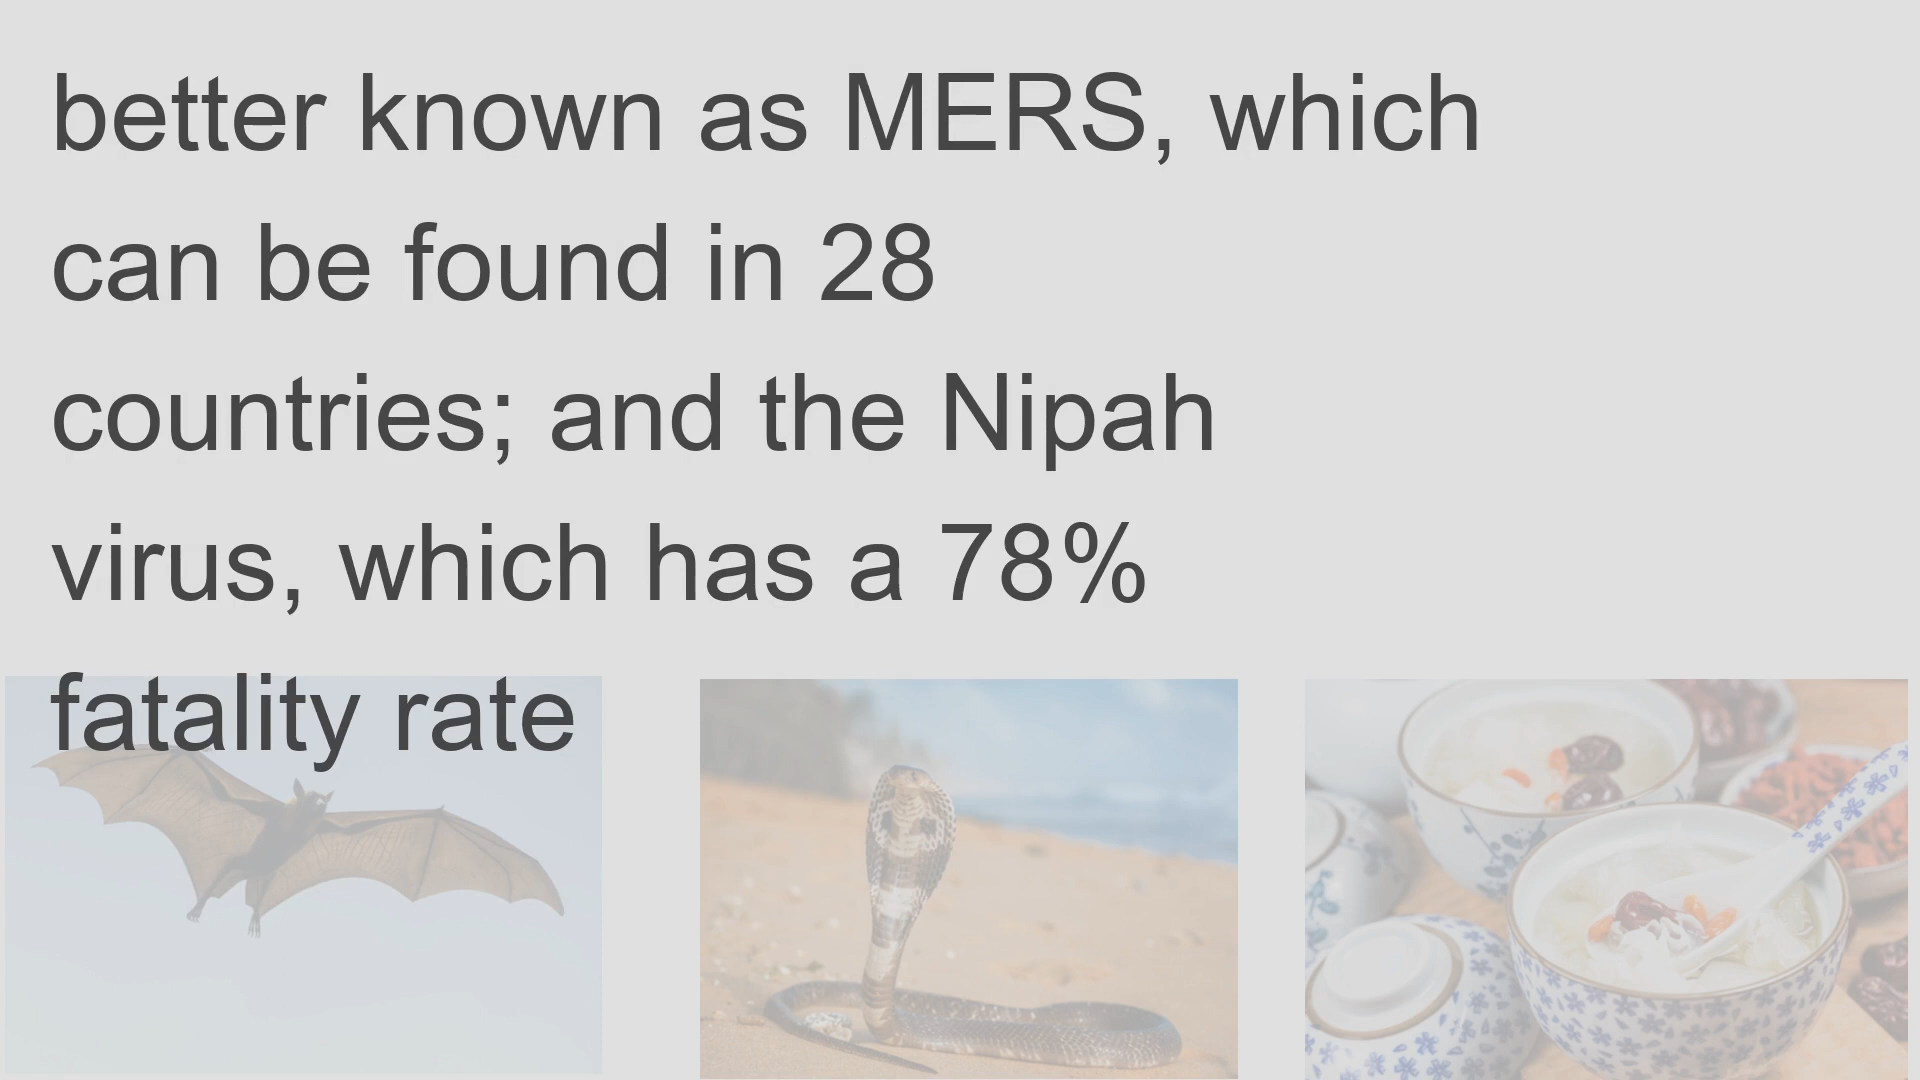 better known as MERS, which
can be found in 28
countries; and the Nipah
virus, which has a 78%
fatality rate